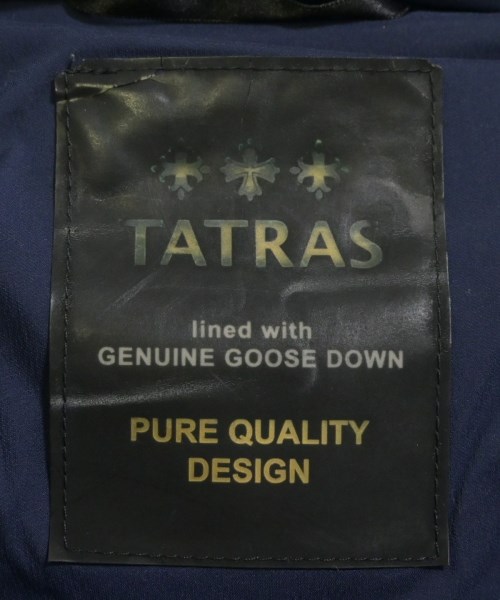 TATRAS
lined with
GENUINE GOOSE DOWN
PURE QUALITY
DESIGN